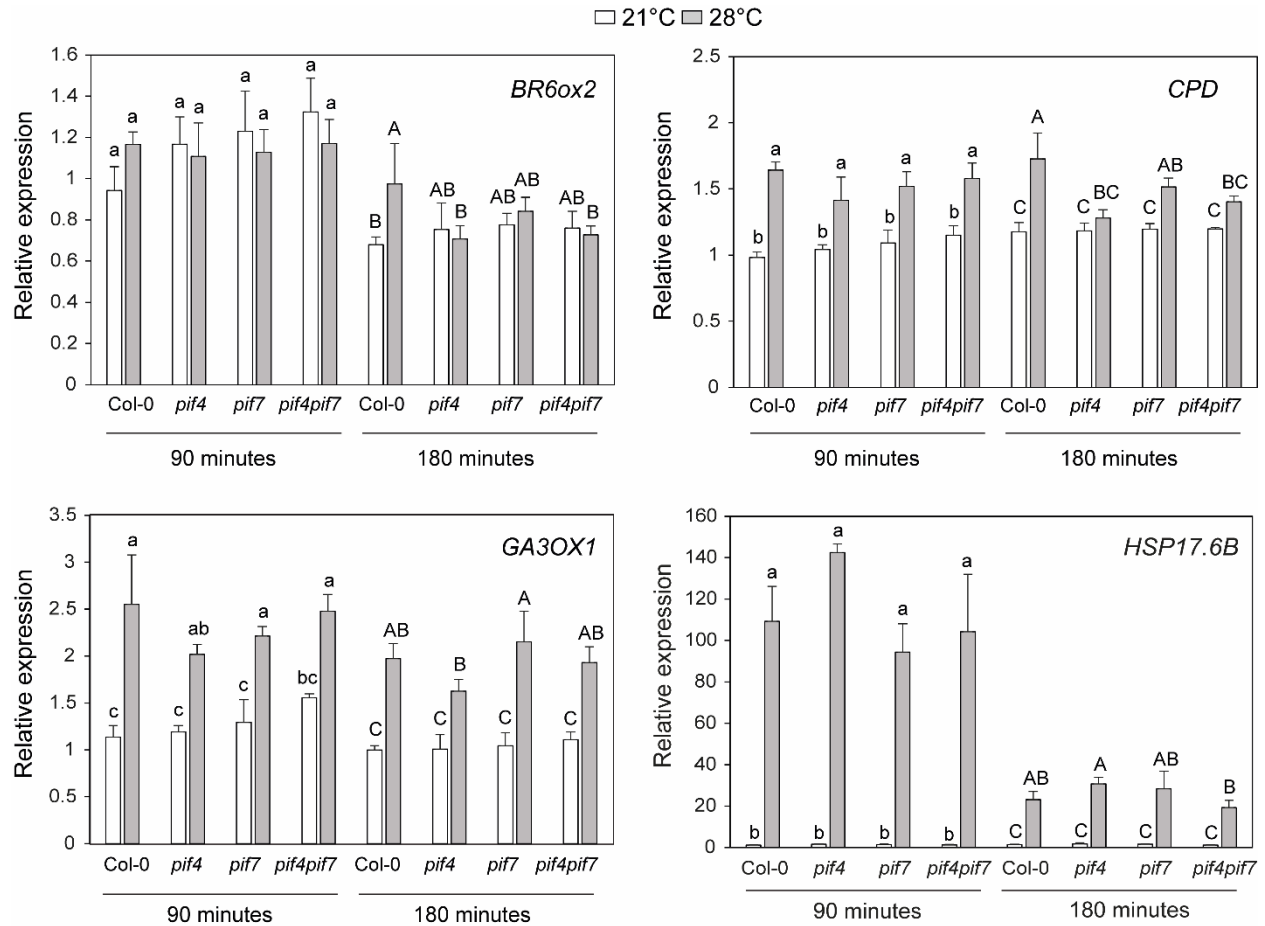 21°C 28°C
BR6ox2
Relative expression
1.6
1.4
1.2
1
0.8
0.6
0.4
0.2
0
a a a a a a a a B A AB B AB AB AB B
Col-0 pif4 pif7 pif4pif7 Col-0 pif4 pif7 pif4pif7
90 minutes 180 minutes
CPD
Relative expression
2.5
2
1.5
1
0.5
0
b a b a b a b a C A C BC C AB C BC
Col-0 pif4 pif7 pif4pif7 Col-0 pif4 pif7 pif4pif7
90 minutes 180 minutes
GA3OX1
Relative expression
3.5
3
2.5
2
1.5
1
0.5
0
c a c ab c a bc a C AB C B C A C AB
Col-0 pif4 pif7 pif4pif7 Col-0 pif4 pif7 pif4pif7
90 minutes 180 minutes
HSP17.6B
Relative expression
160
140
120
100
80
60
40
20
0
b a b a b a b a C AB C A C AB C B
Col-0 pif4 pif7 pif4pif7 Col-0 pif4 pif7 pif4pif7
90 minutes 180 minutes